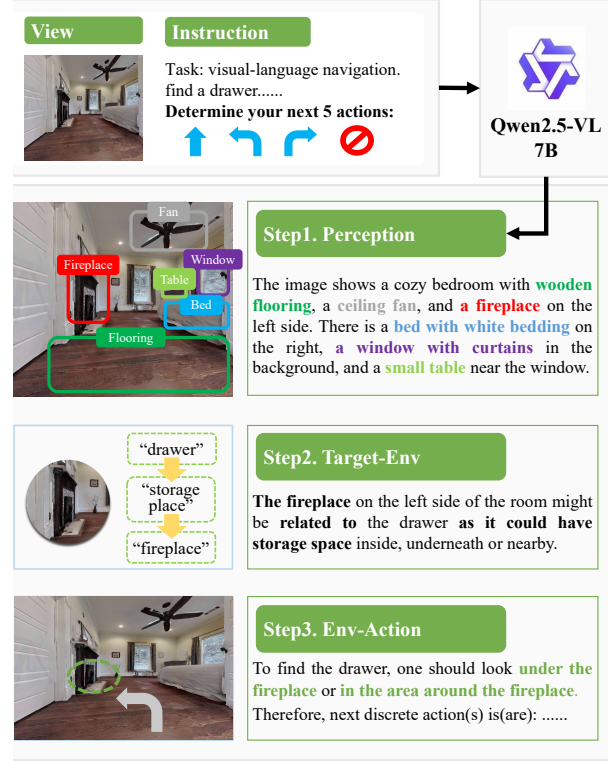 View
Instruction
Task: visual-language navigation.
find a drawer......
Determine your next 5 actions:
Qwen2.5-VL
7B
Fan
Fireplace
Window
Table
Bed
Flooring
Step1. Perception
The image shows a cozy bedroom with wooden
flooring, a ceiling fan, and a fireplace on the
left side. There is a bed with white bedding on
the right, a window with curtains in the
background, and a small table near the window.
“drawer”
“storage
place”
“fireplace”
Step2. Target-Env
The fireplace on the left side of the room might
be related to the drawer as it could have
storage space inside, underneath or nearby.
Step3. Env-Action
To find the drawer, one should look under the
fireplace or in the area around the fireplace.
Therefore, next discrete action(s) is(are): ......